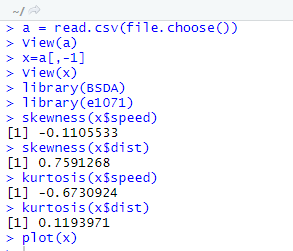 ~/
> a = read.csv(file.choose())
> View(a)
> x=a[,-1]
> View(x)
> library(BSDA)
> library(e1071)
> skewness(x$speed)
[1] -0.1105533
> skewness(x$dist)
[1] 0.7591268
> kurtosis(x$speed)
[1] -0.6730924
> kurtosis(x$dist)
[1] 0.1193971
> plot(x)